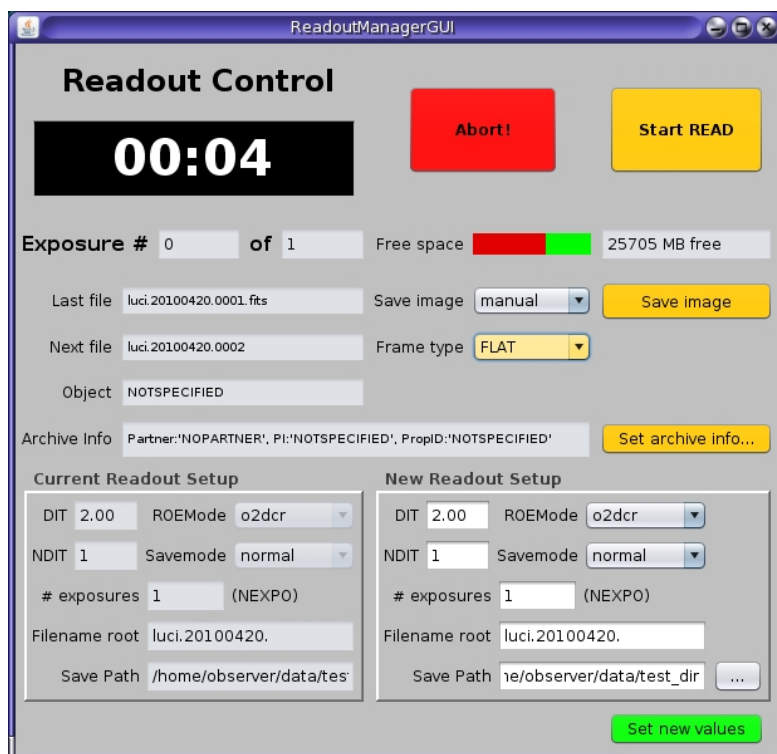 ReadoutManagerGUI
Readout Control
Abort!
Start READ
00:04
Exposure # 0 of 1
Free space 25705 MB free
Last file luci.20100420.0001.fits
Save image manual Save image
Next file luci.20100420.0002
Frame type FLAT
Object NOTSPECIFIED
Archive Info Partner:'NOPARTNER', PI:'NOTSPECIFIED', PropID:'NOTSPECIFIED' Set archive info...
Current Readout Setup
DIT 2.00 ROEMode o2dcr
NDIT 1 Savemode normal
# exposures 1 (NEXPO)
Filename root luci.20100420.
Save Path /home/observer/data/tes
New Readout Setup
DIT 2.00 ROEMode o2dcr
NDIT 1 Savemode normal
# exposures 1 (NEXPO)
Filename root luci.20100420.
Save Path ne/observer/data/test_dir ...
Set new values